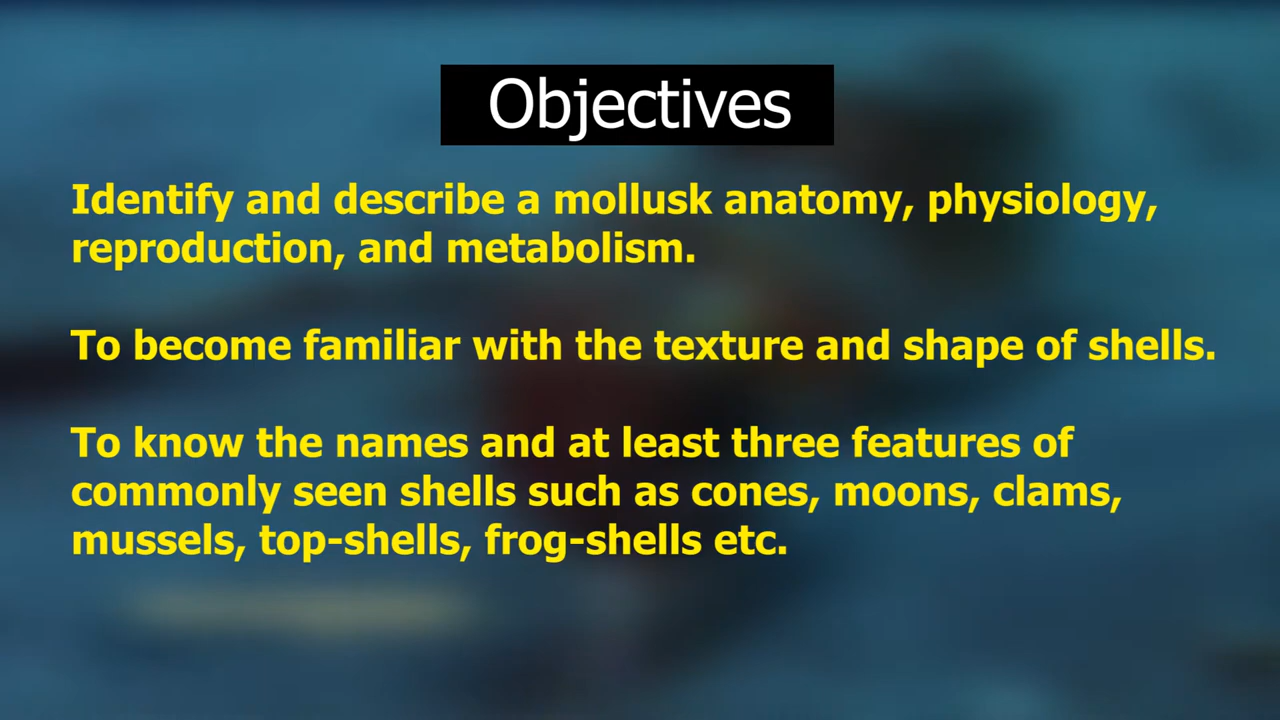 Objectives
Identify and describe a mollusk anatomy, physiology,
reproduction, and metabolism.
To become familiar with the texture and shape of shells.
To know the names and at least three features of
commonly seen shells such as cones, moons, clams,
mussels, top-shells, frog-shells etc.